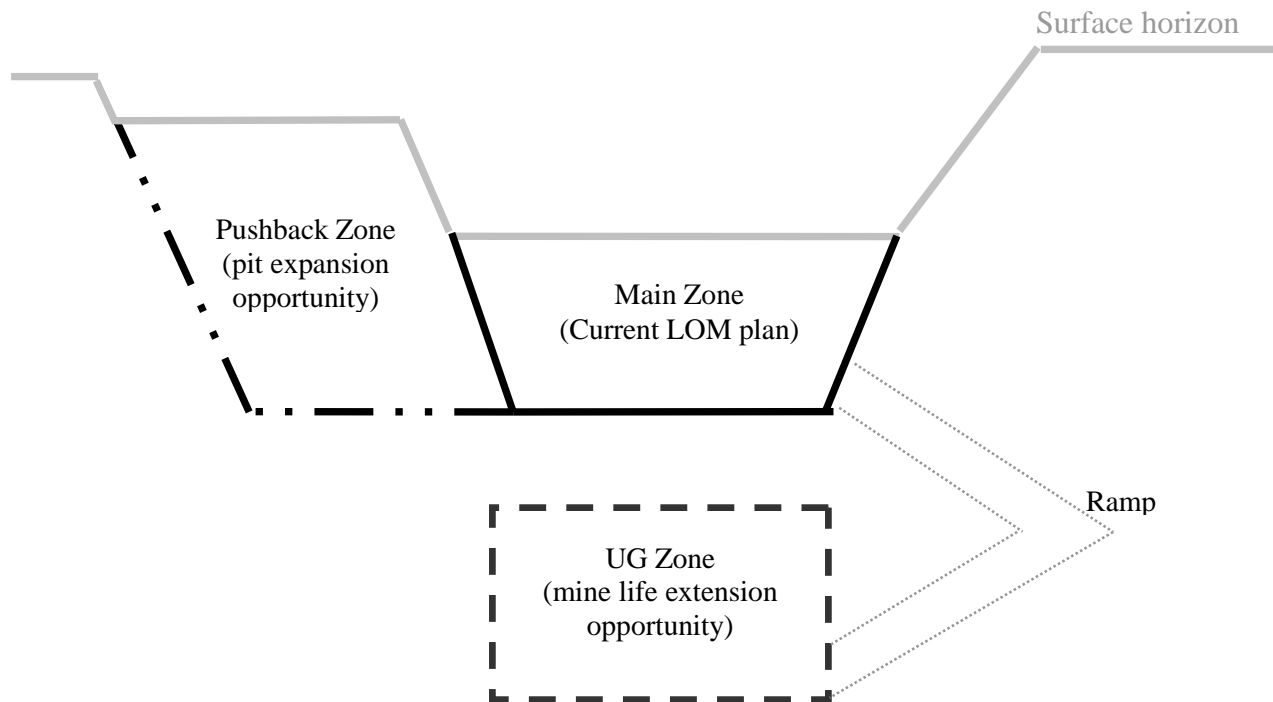 Surface horizon
Pushback Zone
(pit expansion
opportunity)
Main Zone
(Current LOM plan)
Ramp
UG Zone
(mine life extension
opportunity)